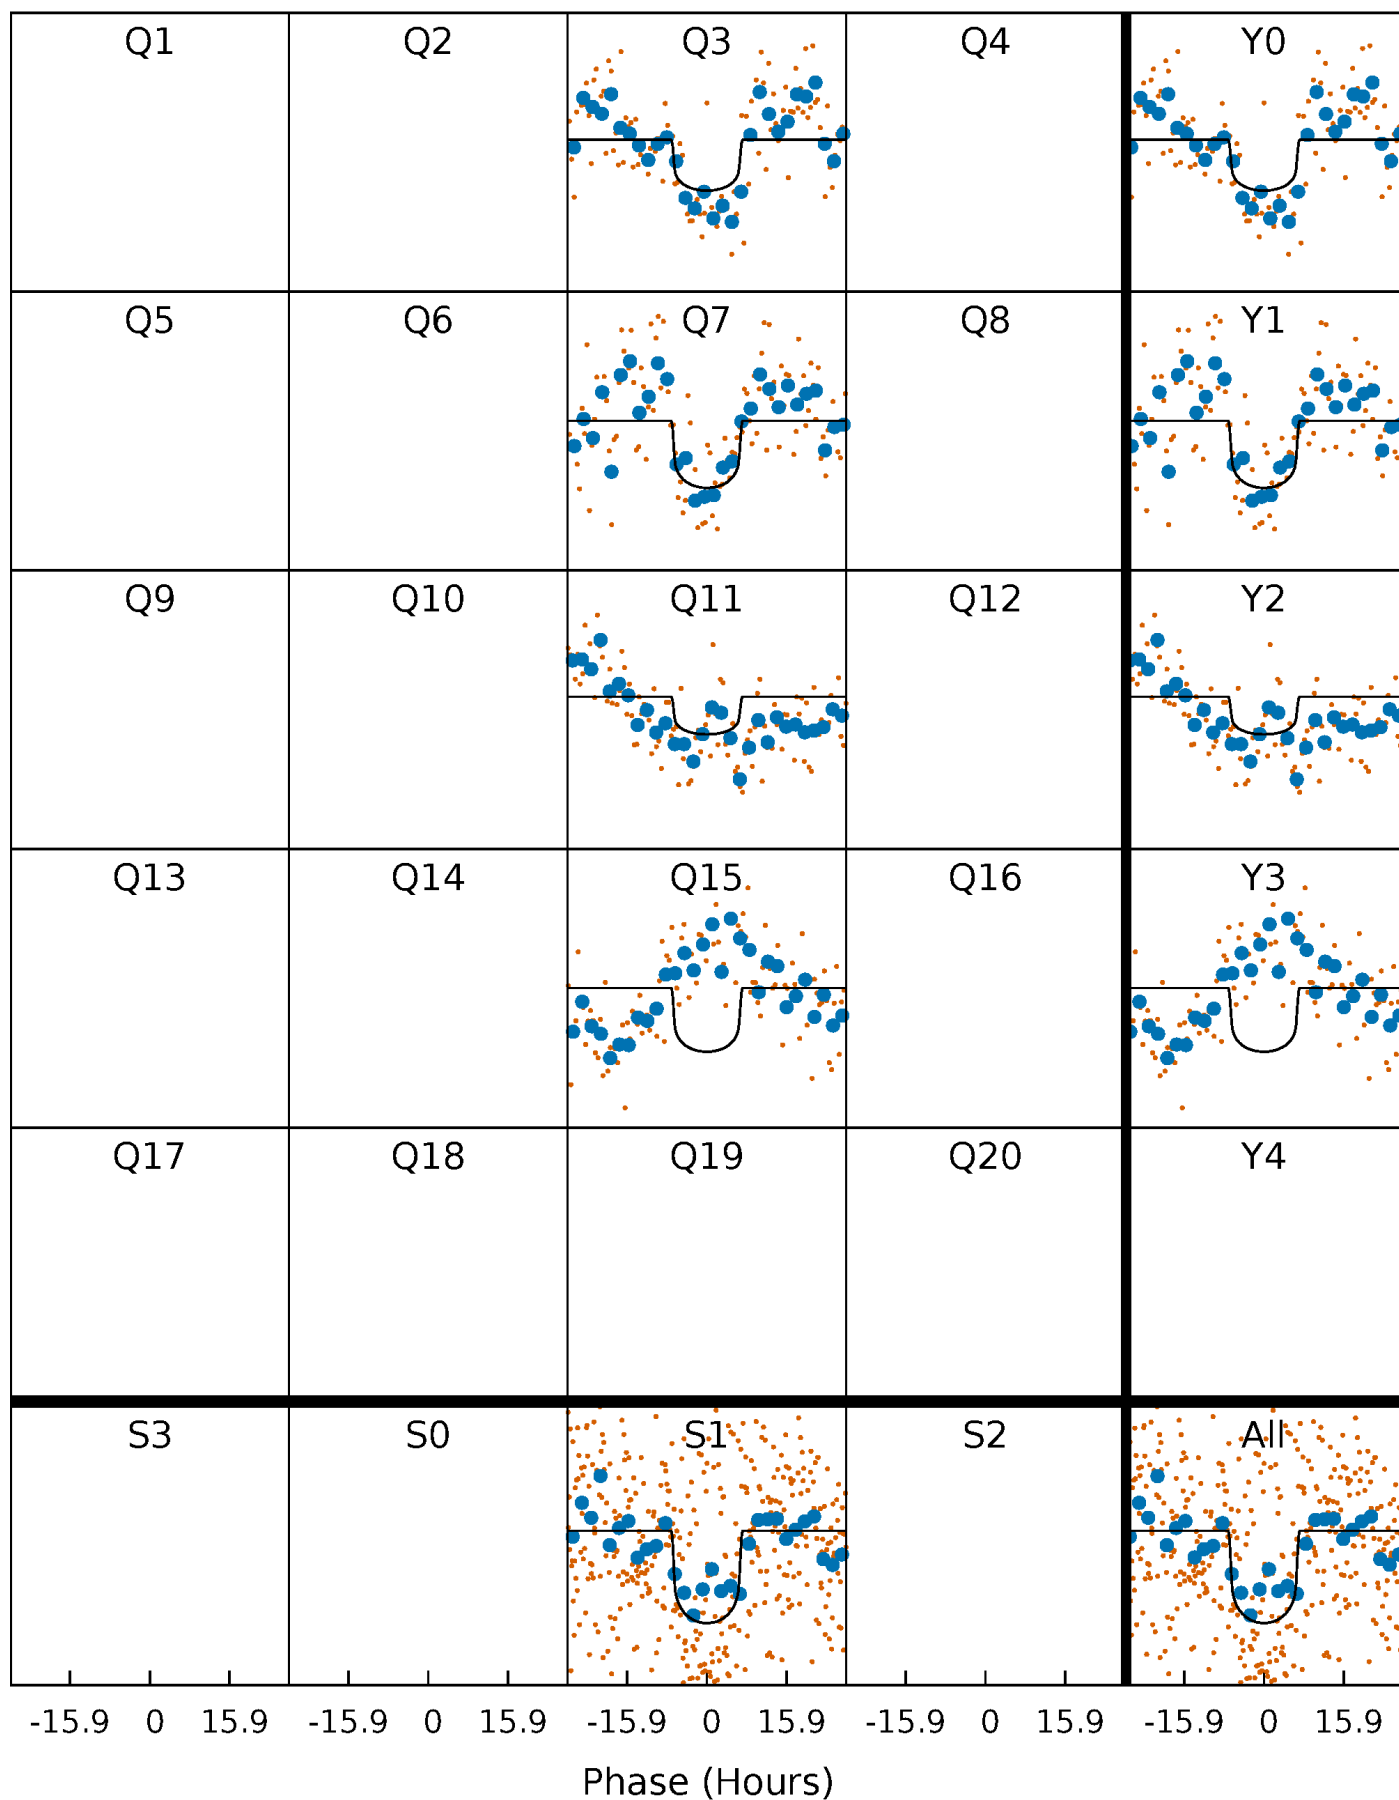 Q1 Q2 Q3 Q4 Y0
Q5 Q6 Q7 Q8 Y1
Q9 Q10 Q11 Q12 Y2
Q13 Q14 Q15 Q16 Y3
Q17 Q18 Q19 Q20 Y4
S3 S0 S1 S2 All
-15.9 0 15.9 -15.9 0 15.9 -15.9 0 15.9 -15.9 0 15.9 -15.9 0 15.9
Phase (Hours)